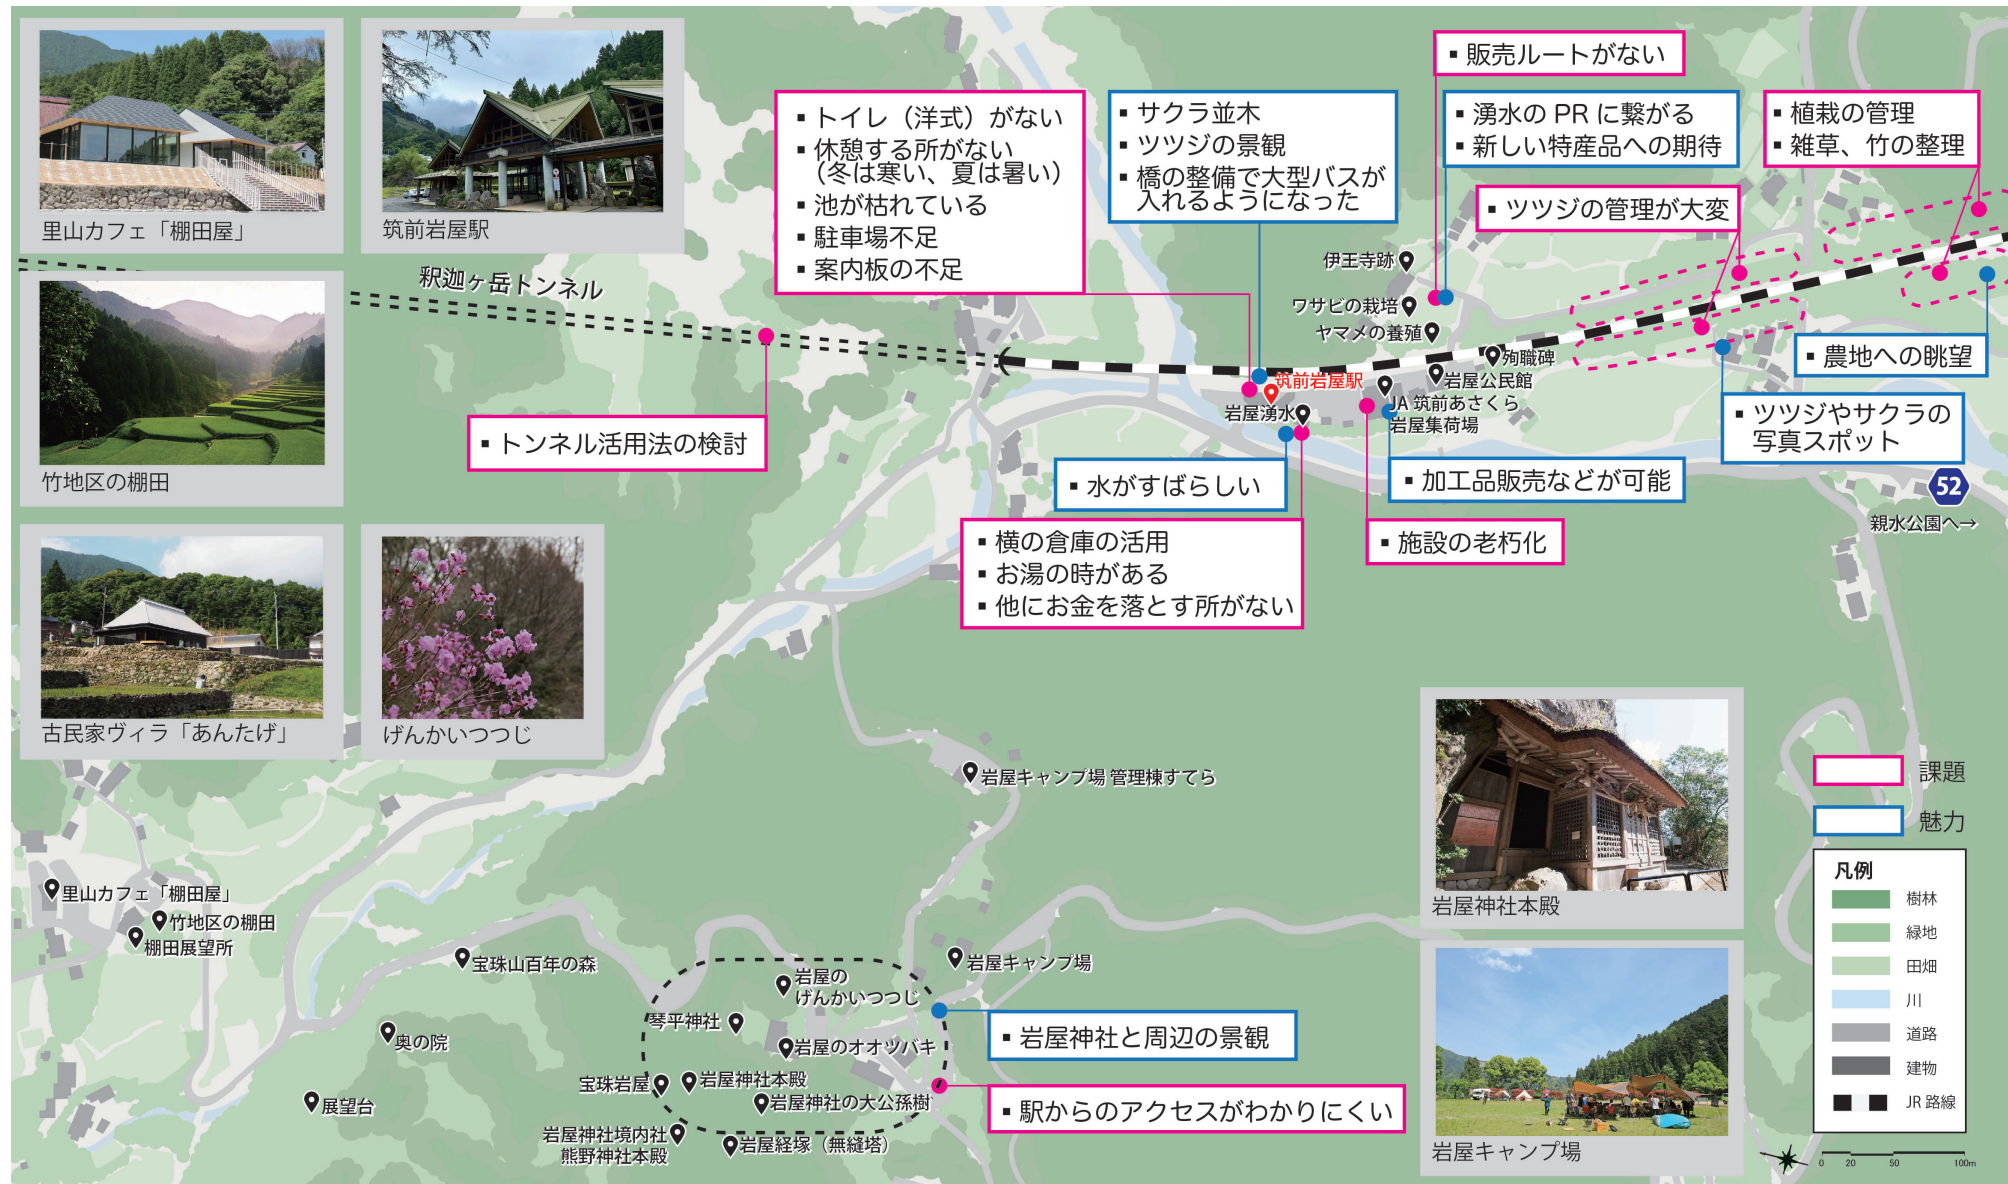 里山カフェ「棚田屋」
筑前岩屋駅
竹地区の棚田
古民家ヴィラ「あんたげ」
げんかいつつじ
釈迦ヶ岳トンネル
▪ トイレ（洋式）がない
▪ 休憩する所がない
（冬は寒い、夏は暑い）
▪ 池が枯れている
▪ 駐車場不足
▪ 案内板の不足
▪ サクラ並木
▪ ツツジの景観
▪ 橋の整備で大型バスが
入れるようになった
▪ 販売ルートがない
▪ 湧水の PR に繋がる
▪ 新しい特産品への期待
▪ 植栽の管理
▪ 雑草、竹の整理
▪ ツツジの管理が大変
伊王寺跡
ワサビの栽培
ヤマメの養殖
殉職碑
岩屋公民館
筑前岩屋駅
JA 筑前あさくら
岩屋集荷場
岩屋湧水
▪ 農地への眺望
▪ ツツジやサクラの
写真スポット
▪ トンネル活用法の検討
▪ 水がすばらしい
▪ 加工品販売などが可能
52
親水公園へ→
▪ 横の倉庫の活用
▪ お湯の時がある
▪ 他にお金を落とす所がない
▪ 施設の老朽化
岩屋キャンプ場 管理棟すてら
里山カフェ「棚田屋」
竹地区の棚田
棚田展望所
宝珠山百年の森
岩屋キャンプ場
岩屋の
げんかいつつじ
琴平神社
岩屋のオオツバキ
奥の院
展望台
宝珠岩屋
岩屋神社本殿
岩屋神社の大公孫樹
岩屋神社境内社
熊野神社本殿
岩屋経塚（無縫塔）
▪ 岩屋神社と周辺の景観
▪ 駅からのアクセスがわかりにくい
岩屋神社本殿
岩屋キャンプ場
課題
魅力
凡例
樹林
緑地
田畑
川
道路
建物
JR 路線
0 20 50 100m